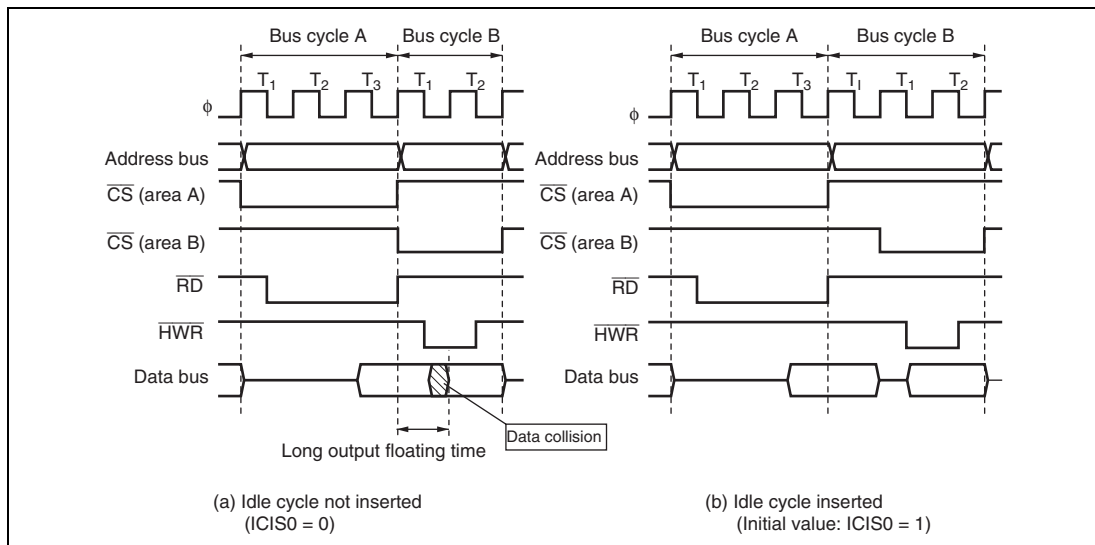 Bus cycle A
Bus cycle B
T1 T2 T3 T1 T2
φ
Address bus
CS (area A)
CS (area B)
RD
HWR
Data bus
Long output floating time
Data collision
(a) Idle cycle not inserted
(ICIS0 = 0)
Bus cycle A
Bus cycle B
T1 T2 T3 TI T1 T2
φ
Address bus
CS (area A)
CS (area B)
RD
HWR
Data bus
(b) Idle cycle inserted
(Initial value: ICIS0 = 1)